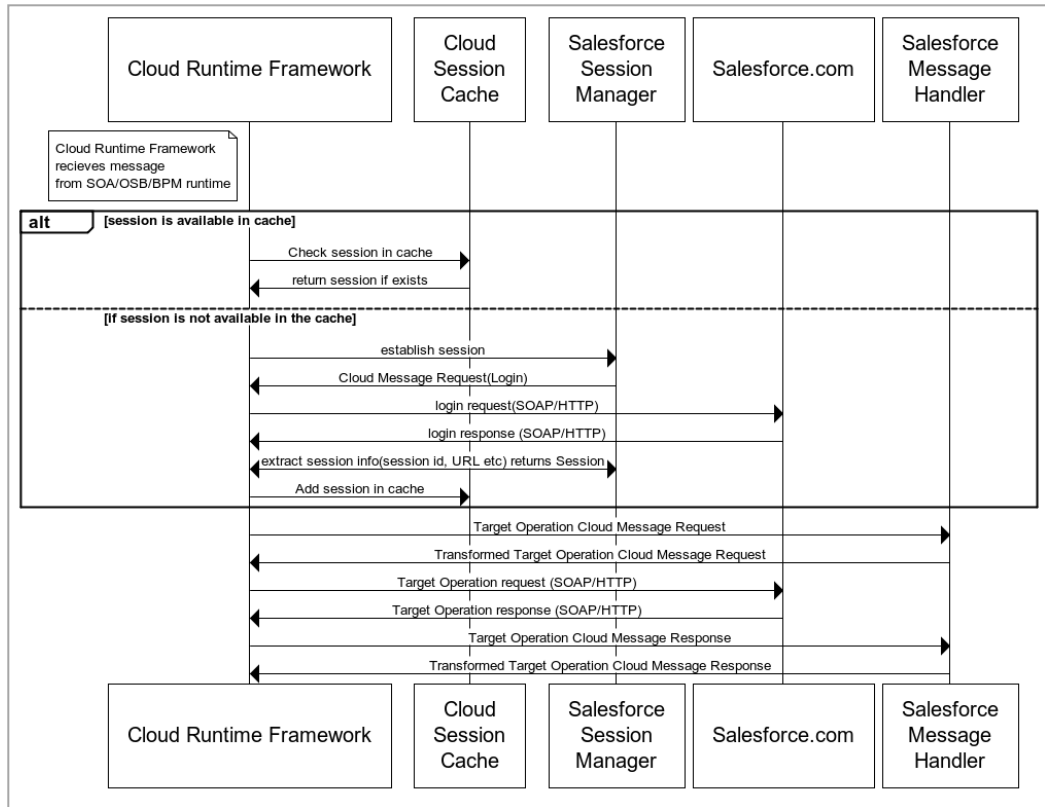 Cloud Runtime Framework
Cloud
Session
Cache
Salesforce
Session
Manager
Salesforce.com
Salesforce
Message
Handler
Cloud Runtime Framework
recieves message
from SOA/OSB/BPM runtime
alt
[session is available in cache]
Check session in cache
return session if exists
[if session is not available in the cache]
establish session
Cloud Message Request(Login)
login request(SOAP/HTTP)
login response (SOAP/HTTP)
extract session info(session id, URL etc) returns Session
Add session in cache
Target Operation Cloud Message Request
Transformed Target Operation Cloud Message Request
Target Operation request (SOAP/HTTP)
Target Operation response (SOAP/HTTP)
Target Operation Cloud Message Response
Transformed Target Operation Cloud Message Response
Cloud Runtime Framework
Cloud
Session
Cache
Salesforce
Session
Manager
Salesforce.com
Salesforce
Message
Handler